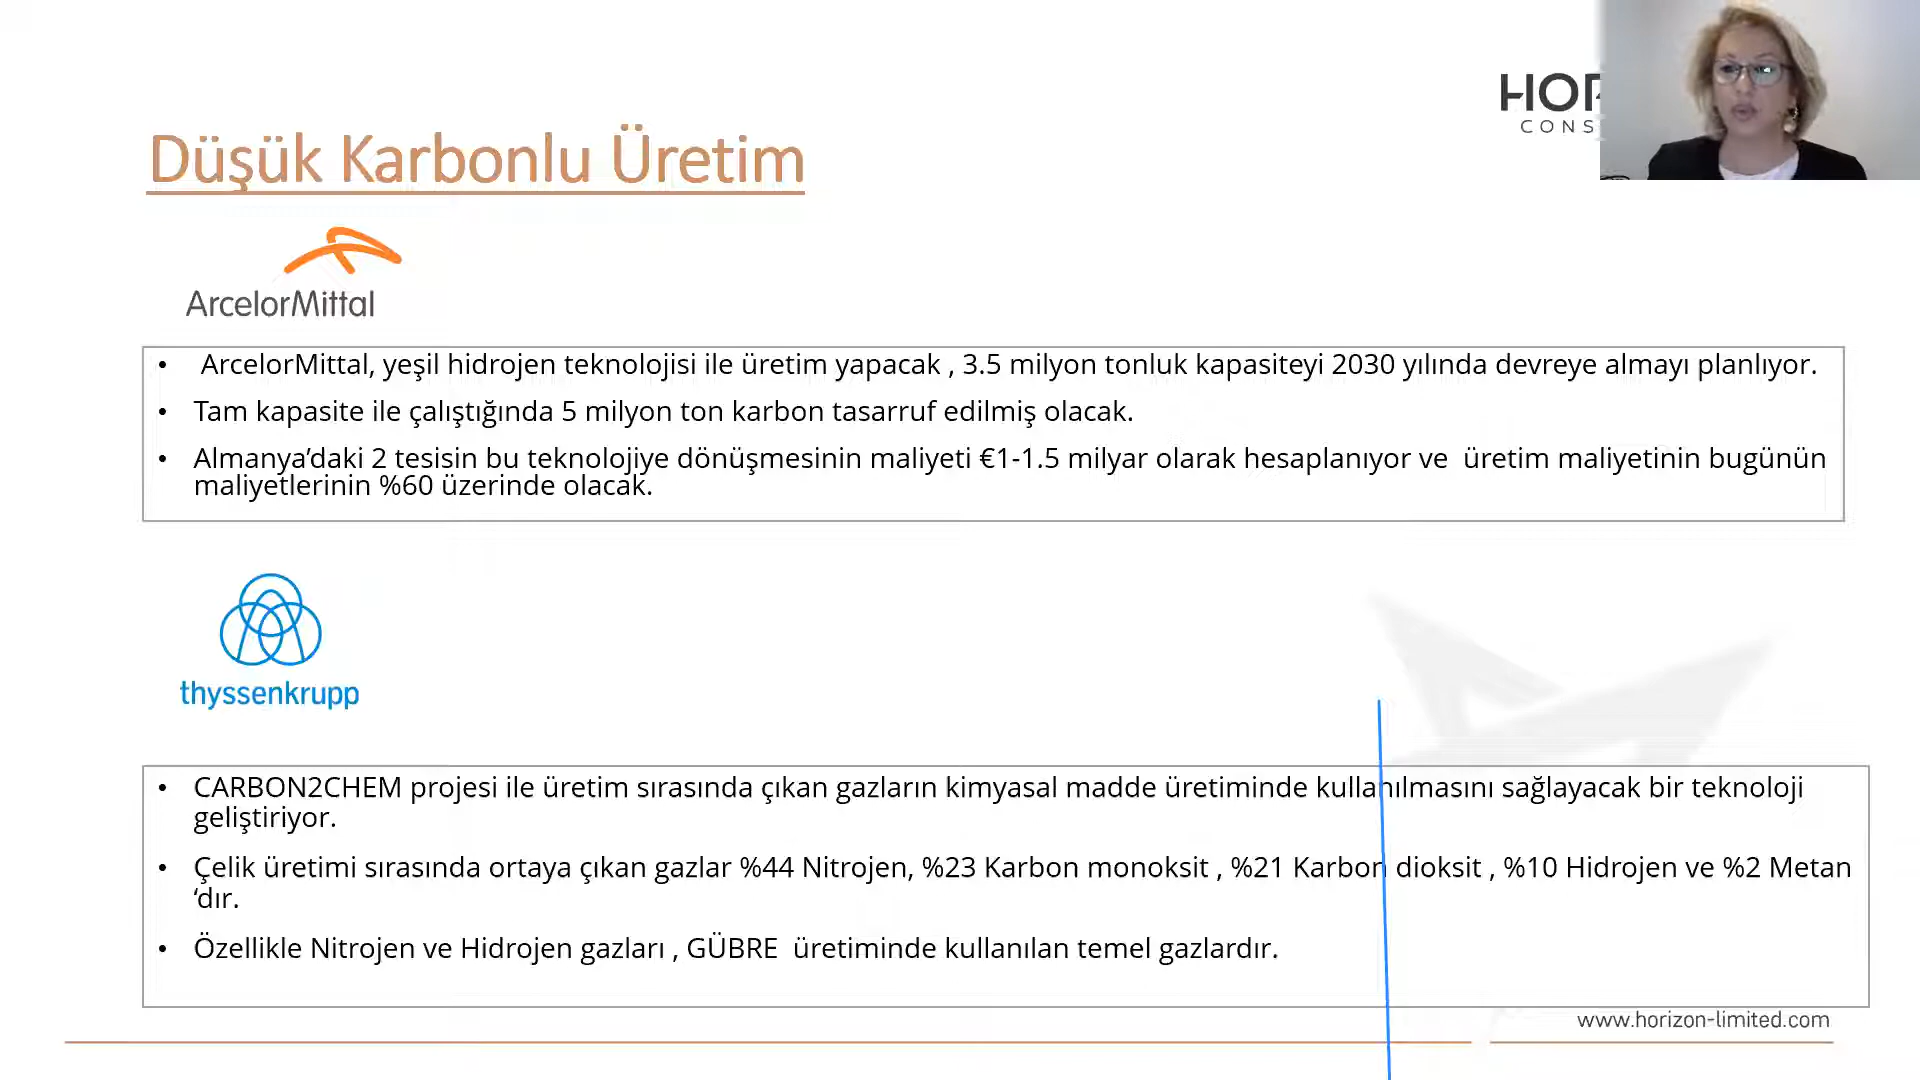 HOR
CONS
Düşük Karbonlu Üretim
ArcelorMittal
• ArcelorMittal, yeşil hidrojen teknolojisi ile üretim yapacak , 3.5 milyon tonluk kapasiteyi 2030 yılında devreye almayı planlıyor.
• Tam kapasite ile çalıştığında 5 milyon ton karbon tasarruf edilmiş olacak.
• Almanya’daki 2 tesisin bu teknolojiye dönüşmesinin maliyeti €1-1.5 milyar olarak hesaplanıyor ve üretim maliyetinin bugünün
maliyetlerinin %60 üzerinde olacak.
thyssenkrupp
• CARBON2CHEM projesi ile üretim sırasında çıkan gazların kimyasal madde üretiminde kullanılmasını sağlayacak bir teknoloji
geliştiriyor.
• Çelik üretimi sırasında ortaya çıkan gazlar %44 Nitrojen, %23 Karbon monoksit , %21 Karbon dioksit , %10 Hidrojen ve %2 Metan
‘dır.
• Özellikle Nitrojen ve Hidrojen gazları , GÜBRE üretiminde kullanılan temel gazlardır.
www.horizon-limited.com